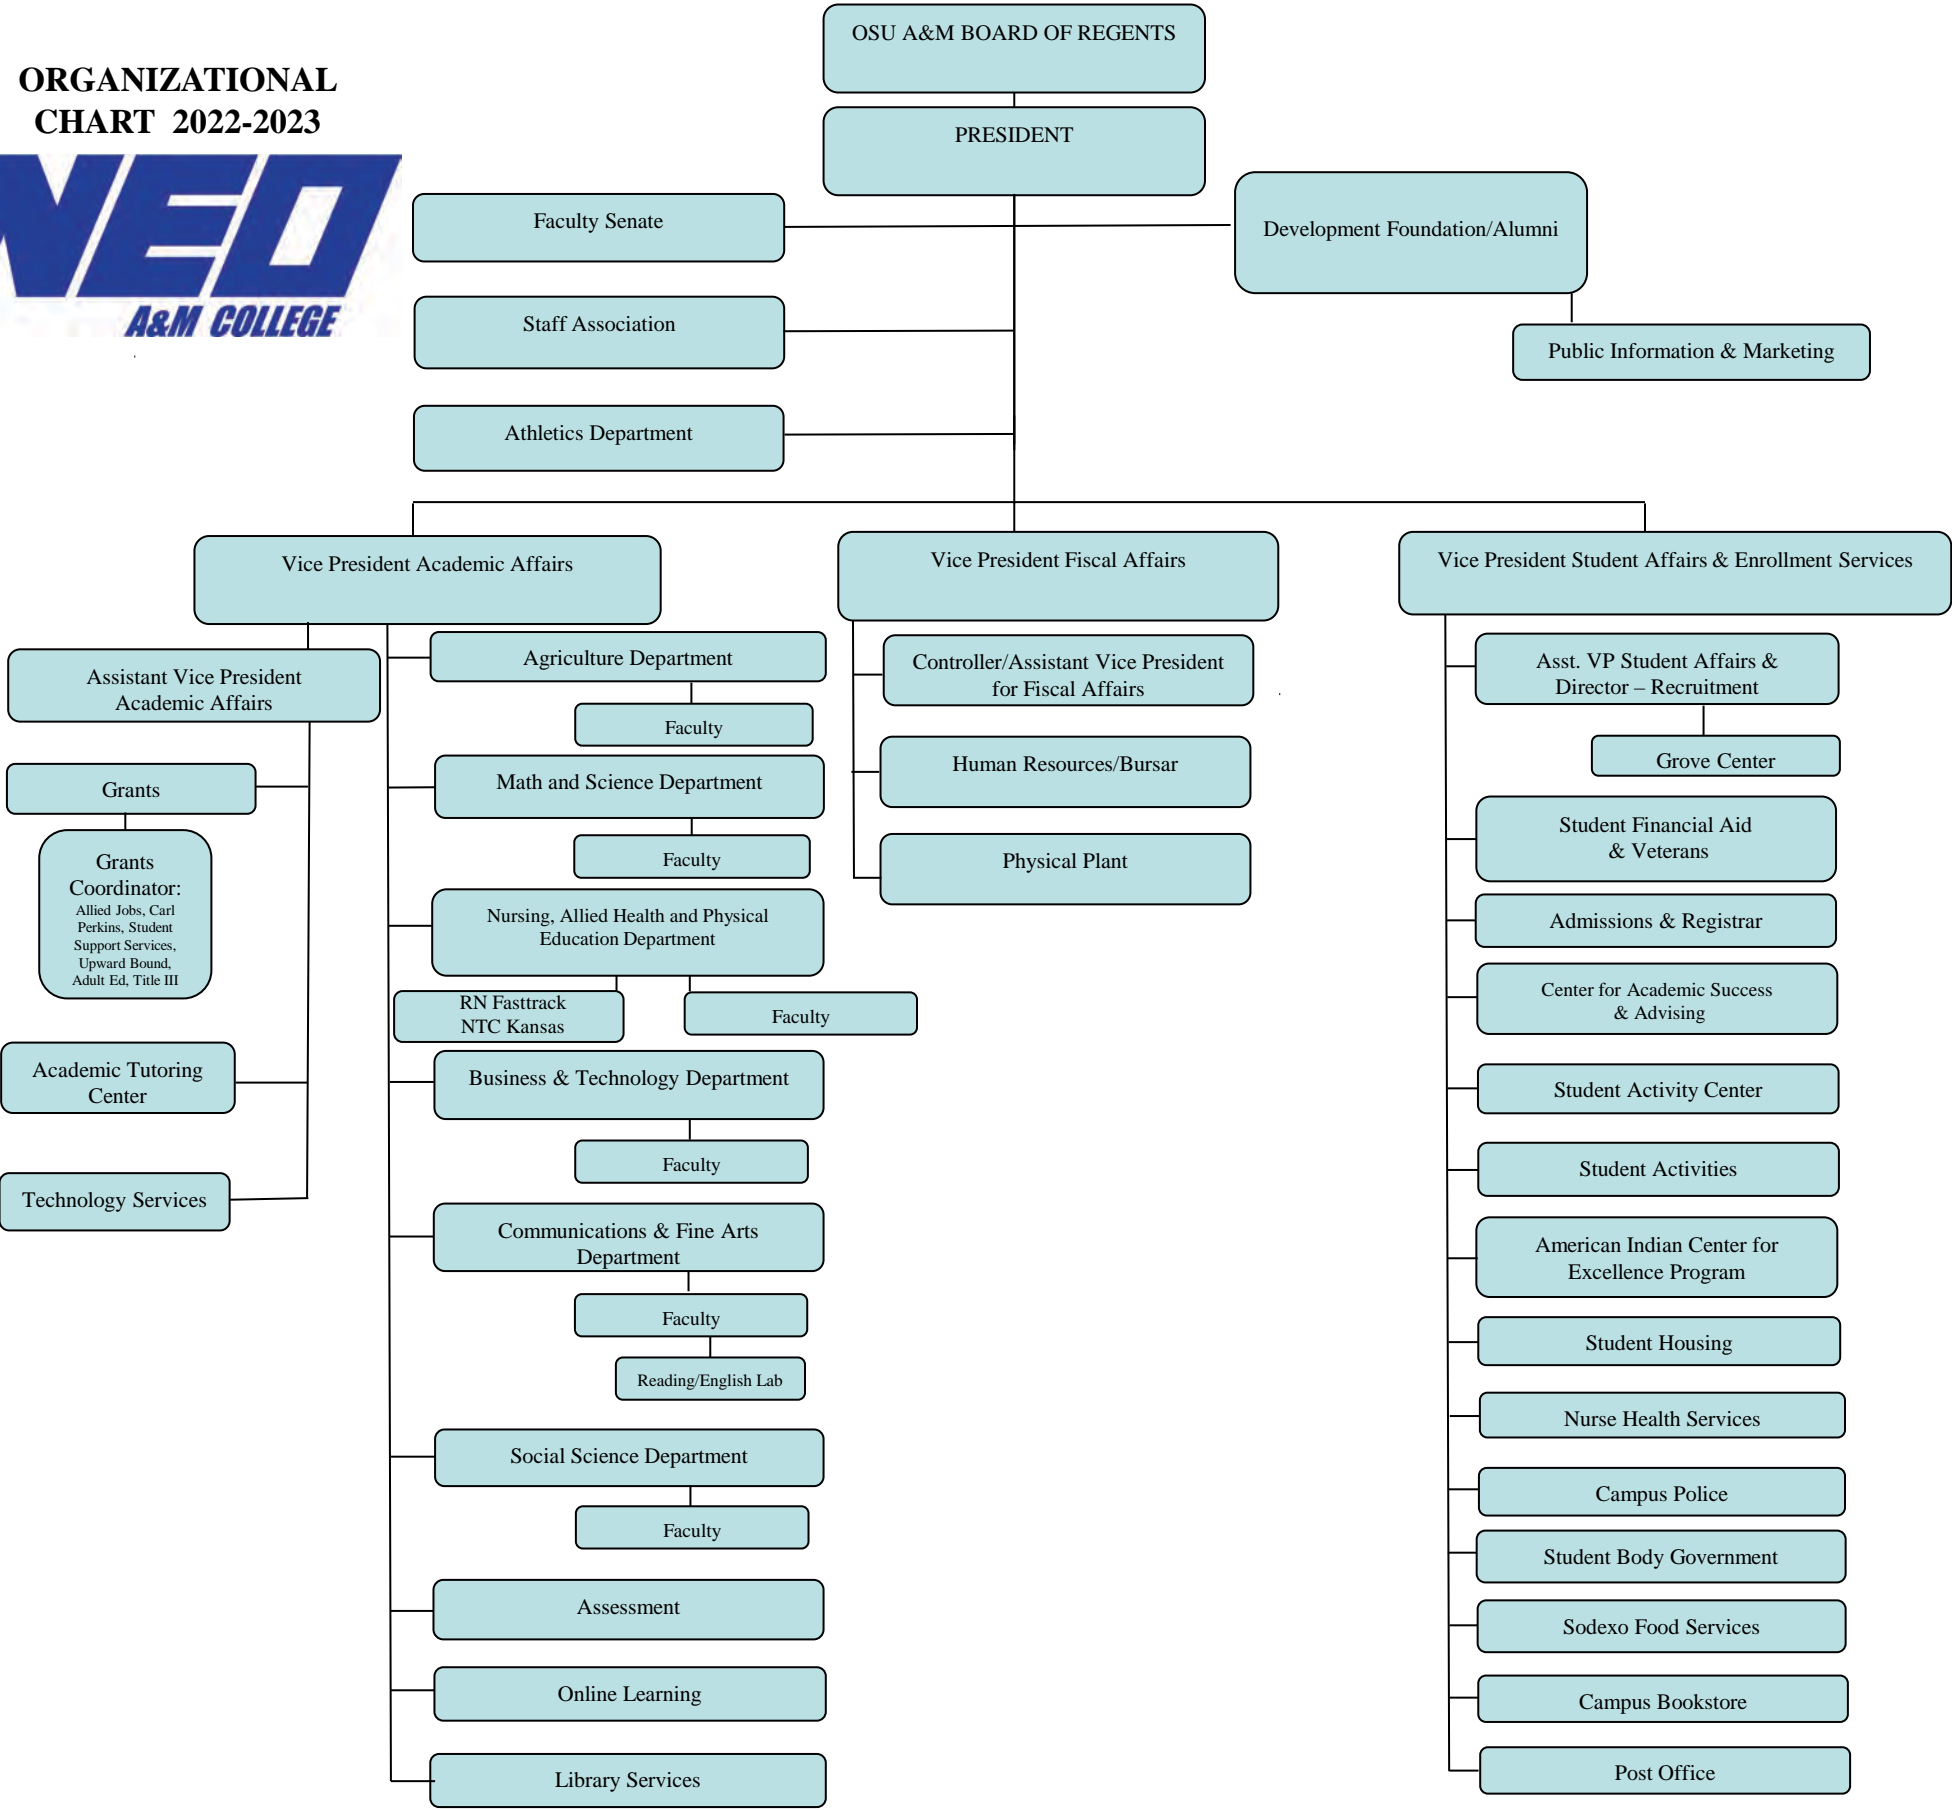 ORGANIZATIONAL
CHART 2022-2023
NEO
A&M COLLEGE
OSU A&M BOARD OF REGENTS
PRESIDENT
Faculty Senate
Development Foundation/Alumni
Staff Association
Public Information & Marketing
Athletics Department
Vice President Academic Affairs
Vice President Fiscal Affairs
Vice President Student Affairs & Enrollment Services
Assistant Vice President
Academic Affairs
Grants
Grants
Coordinator:
Allied Jobs, Carl
Perkins, Student
Support Services,
Upward Bound,
Adult Ed, Title III
Academic Tutoring
Center
Technology Services
Agriculture Department
Faculty
Math and Science Department
Faculty
Nursing, Allied Health and Physical
Education Department
RN Fasttrack
NTC Kansas
Faculty
Business & Technology Department
Faculty
Communications & Fine Arts
Department
Faculty
Reading/English Lab
Social Science Department
Faculty
Assessment
Online Learning
Library Services
Controller/Assistant Vice President
for Fiscal Affairs
Human Resources/Bursar
Physical Plant
Asst. VP Student Affairs &
Director – Recruitment
Grove Center
Student Financial Aid
& Veterans
Admissions & Registrar
Center for Academic Success
& Advising
Student Activity Center
Student Activities
American Indian Center for
Excellence Program
Student Housing
Nurse Health Services
Campus Police
Student Body Government
Sodexo Food Services
Campus Bookstore
Post Office